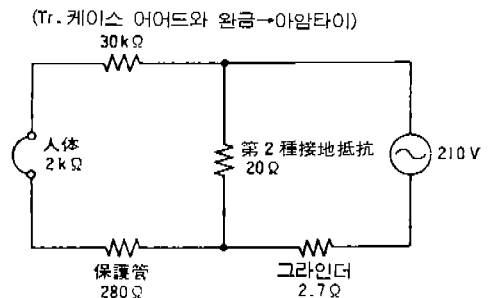 (Tr. 케이스 어어드와 완금→아암타이)
30kΩ
人体
2kΩ
第2種接地抵抗
20Ω
210V
保護管
280Ω
그라인더
2.7Ω